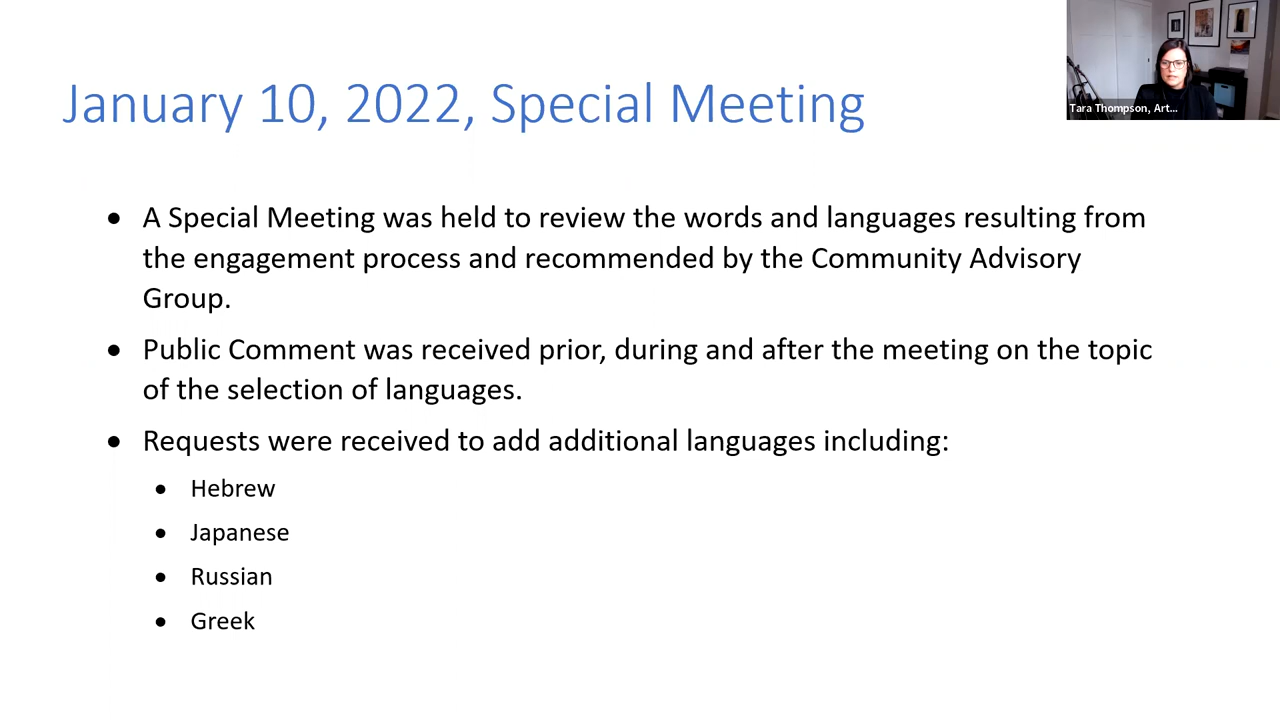 January 10, 2022, Special Meeting
Tara Thompson, Art...
• A Special Meeting was held to review the words and languages resulting from
the engagement process and recommended by the Community Advisory
Group.
• Public Comment was received prior, during and after the meeting on the topic
of the selection of languages.
• Requests were received to add additional languages including:
• Hebrew
• Japanese
• Russian
• Greek